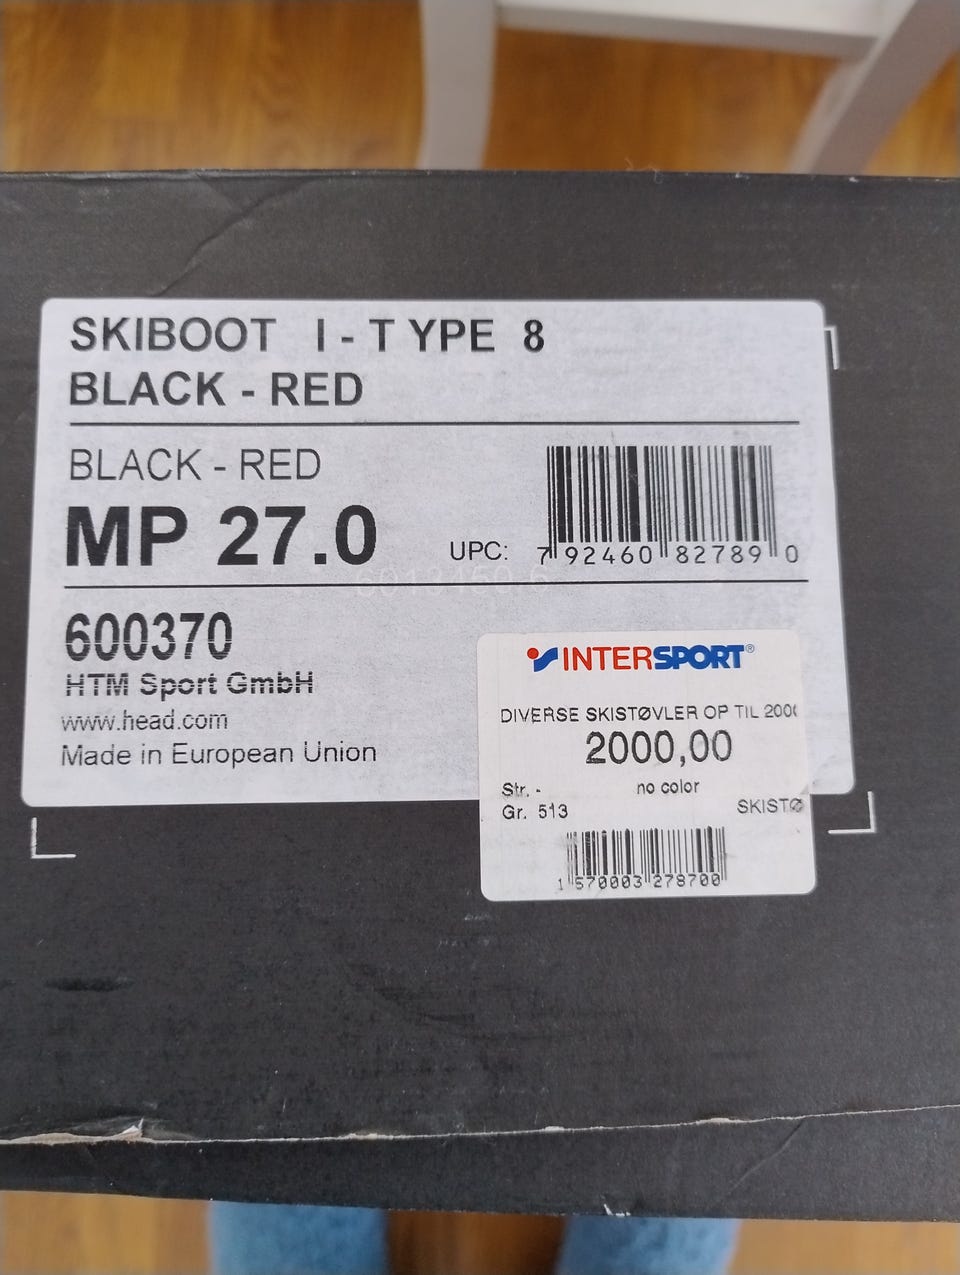 SKIBOOT I - T YPE 8
BLACK - RED
BLACK - RED
MP 27.0
UPC: 7 92460 82789 0
600370
HTM Sport GmbH
www.head.com
Made in European Union
INTERSPORT®
DIVERSE SKISTØVLER OP TIL 200
2000,00
Str. - no color
Gr. 513 SKISTØ
1 570003 278700